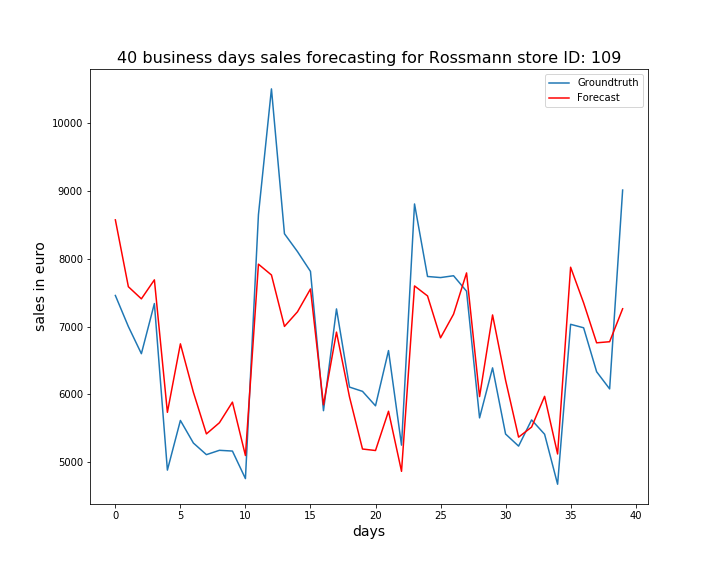 40 business days sales forecasting for Rossmann store ID: 109
Groundtruth
Forecast
sales in euro
10000
9000
8000
7000
6000
5000
0 5 10 15 20 25 30 35 40
days